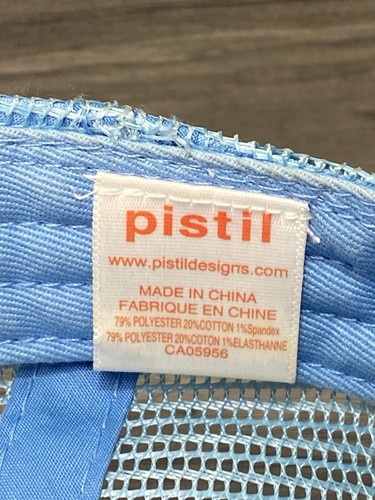 pistil
www.pistildesigns.com
MADE IN CHINA
FABRIQUE EN CHINE
79% POLYESTER 20%COTTON 1%Spandex
79% POLYESTER 20%COTON 1%ELASTHANNE
CA05956